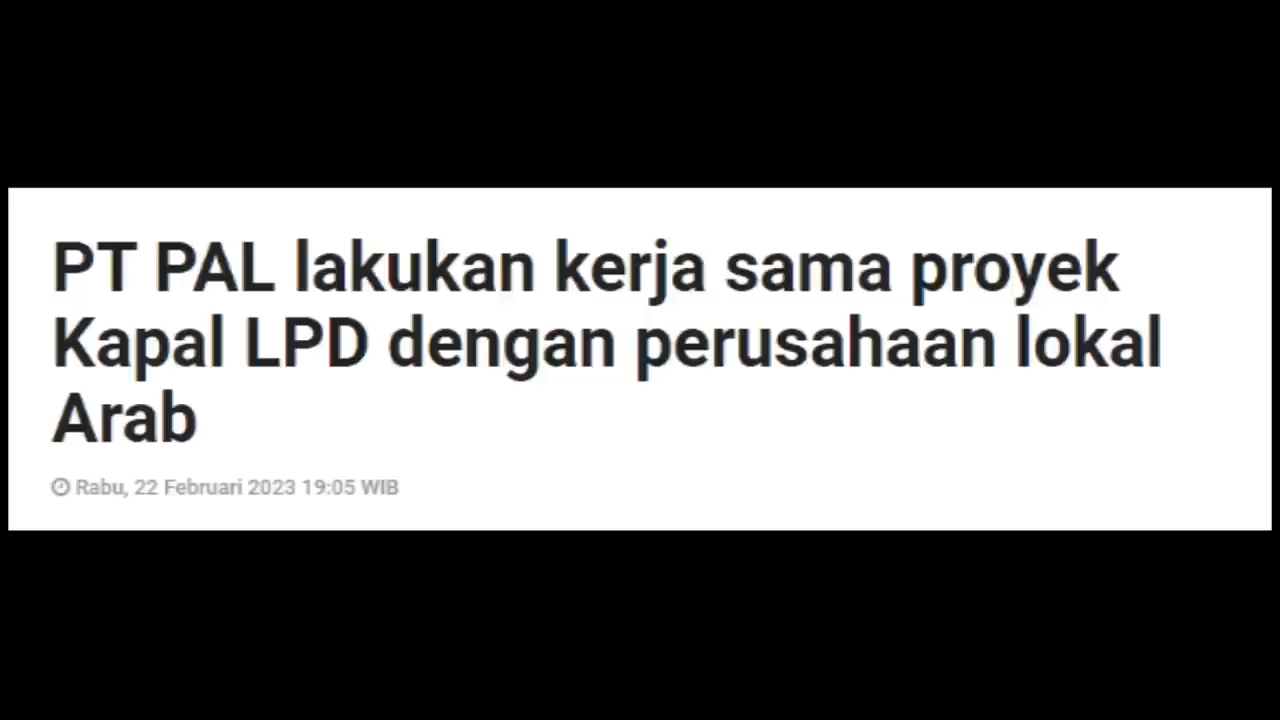 PT PAL lakukan kerja sama proyek
Kapal LPD dengan perusahaan lokal
Arab
Rabu, 22 Februari 2023 19:05 WIB